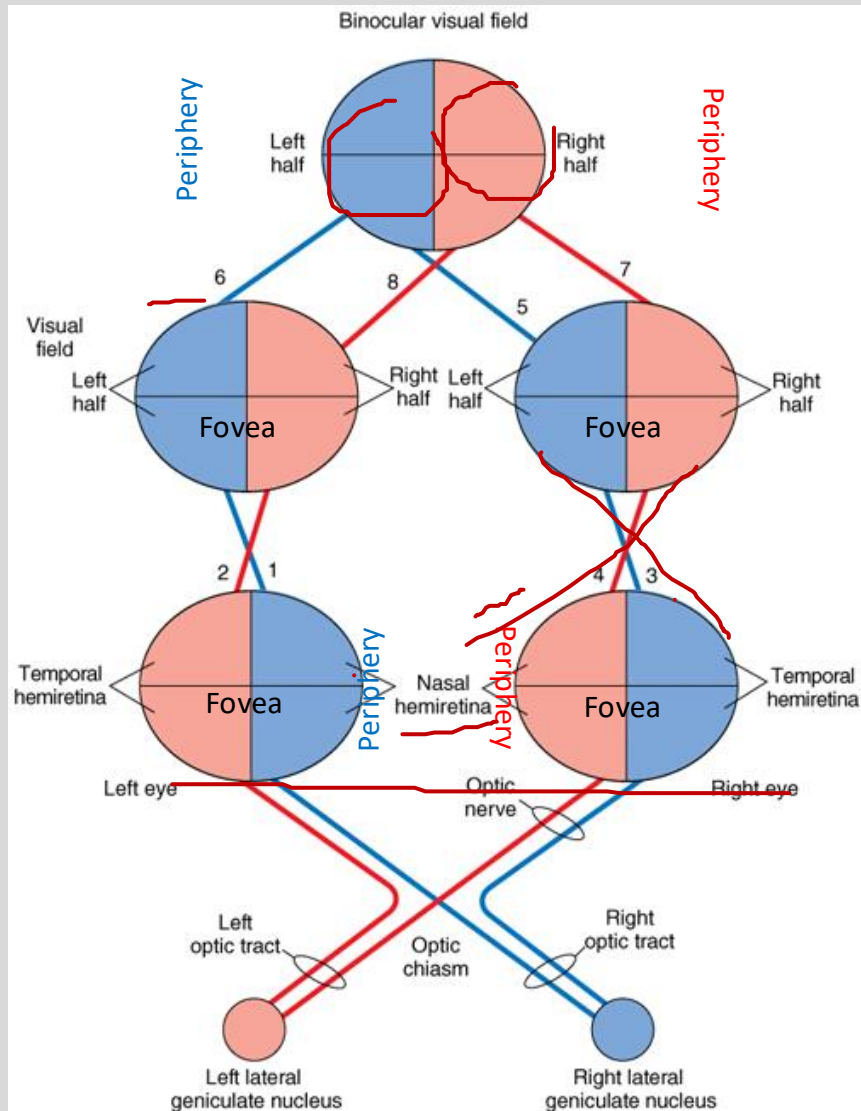 Binocular visual field
Periphery
Left
half
Right
half
Periphery
6
8
5
7
Visual
field
Left
half
Right
half
Left
half
Right
half
Fovea
Fovea
2
1
4
3
Temporal
hemiretina
Periphery
Nasal
hemiretina
Periphery
Temporal
hemiretina
Fovea
Fovea
Left eye
Optic
nerve
Right eye
Left
optic tract
Optic
chiasm
Right
optic tract
Left lateral
geniculate nucleus
Right lateral
geniculate nucleus